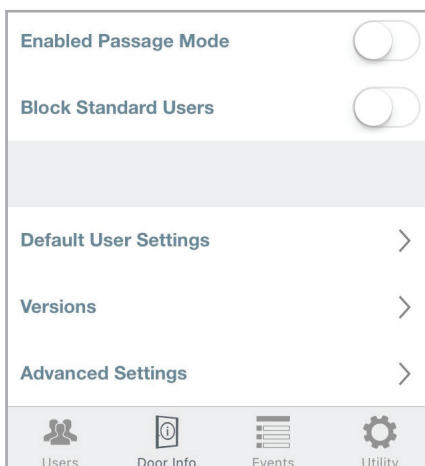 Enabled Passage Mode
Block Standard Users
Default User Settings
Versions
Advanced Settings
Users Door Info Events Utility